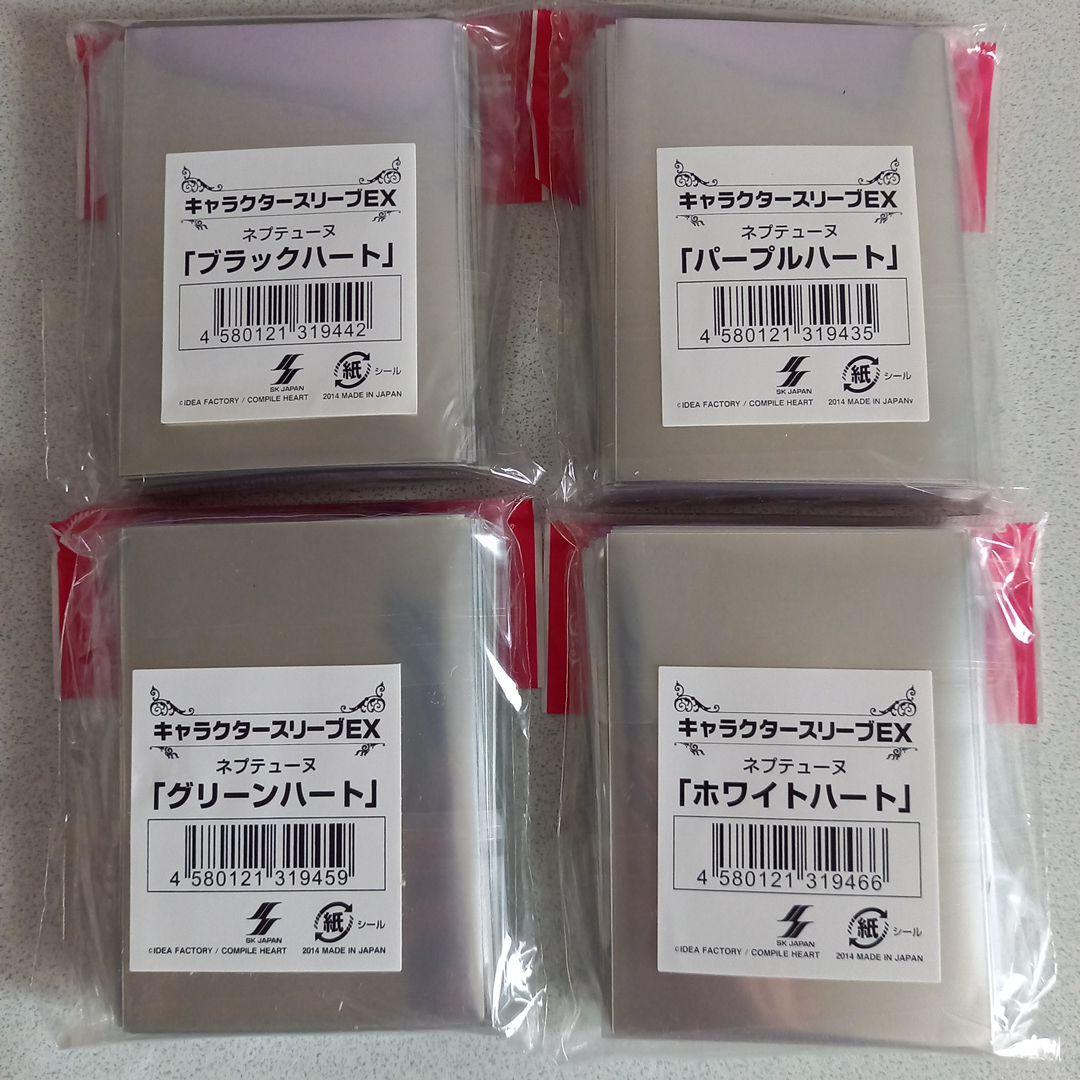 キャラクタースリーブEX
ネプテューヌ
「ブラックハート」
4 580121 319442
SK JAPAN
紙 シール
©IDEA FACTORY / COMPILE HEART 2014 MADE IN JAPAN
キャラクタースリーブEX
ネプテューヌ
「パープルハート」
4 580121 319435
SK JAPAN
紙 シール
©IDEA FACTORY / COMPILE HEART 2014 MADE IN JAPAN
キャラクタースリーブEX
ネプテューヌ
「グリーンハート」
4 580121 319459
SK JAPAN
紙 シール
©IDEA FACTORY / COMPILE HEART 2014 MADE IN JAPAN
キャラクタースリーブEX
ネプテューヌ
「ホワイトハート」
4 580121 319466
SK JAPAN
紙 シール
©IDEA FACTORY / COMPILE HEART 2014 MADE IN JAPAN